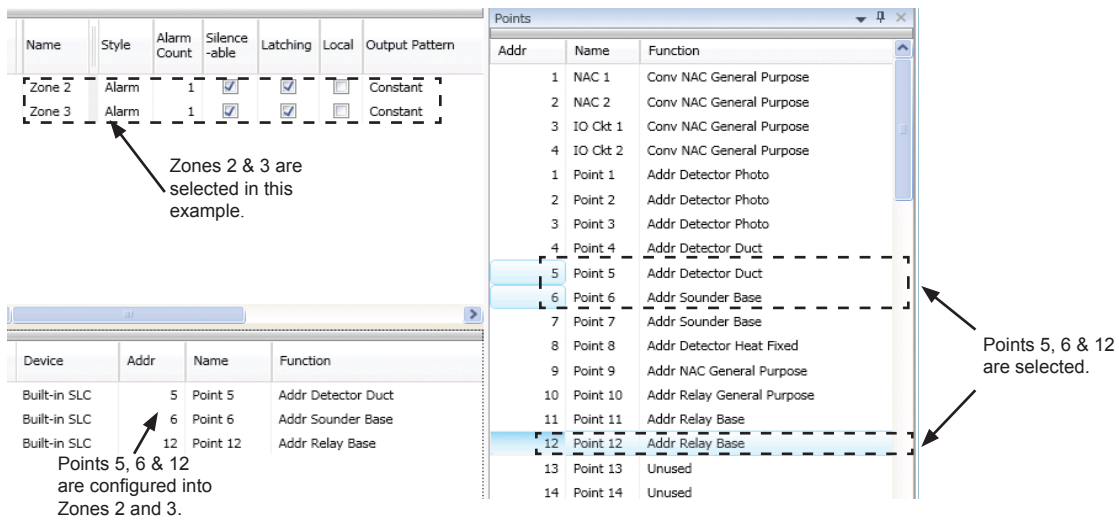 Name Style Alarm Count Silence -able Latching Local Output Pattern
Zone 2 Alarm 1 Constant
Zone 3 Alarm 1 Constant
Zones 2 & 3 are
selected in this
example.
Device Addr Name Function
Built-in SLC 5 Point 5 Addr Detector Duct
Built-in SLC 6 Point 6 Addr Sounder Base
Built-in SLC 12 Point 12 Addr Relay Base
Points 5, 6 & 12
are configured into
Zones 2 and 3.
Points
Addr Name Function
1 NAC 1 Conv NAC General Purpose
2 NAC 2 Conv NAC General Purpose
3 IO Ckt 1 Conv NAC General Purpose
4 IO Ckt 2 Conv NAC General Purpose
1 Point 1 Addr Detector Photo
2 Point 2 Addr Detector Photo
3 Point 3 Addr Detector Photo
4 Point 4 Addr Detector Duct
5 Point 5 Addr Detector Duct
6 Point 6 Addr Sounder Base
7 Point 7 Addr Sounder Base
8 Point 8 Addr Detector Heat Fixed
9 Point 9 Addr NAC General Purpose
10 Point 10 Addr Relay General Purpose
11 Point 11 Addr Relay Base
12 Point 12 Addr Relay Base
13 Point 13 Unused
14 Point 14 Unused
Points 5, 6 & 12
are selected.